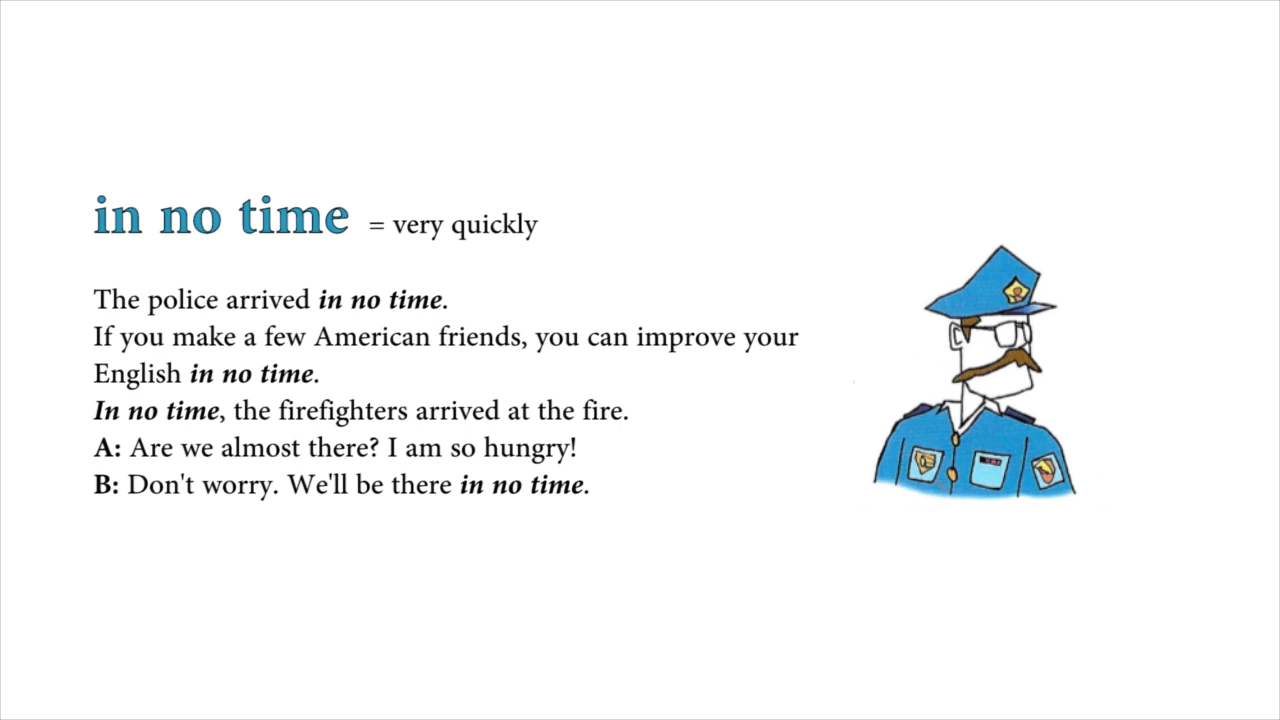 in no time = very quickly
The police arrived in no time.
If you make a few American friends, you can improve your
English in no time.
In no time, the firefighters arrived at the fire.
A: Are we almost there? I am so hungry!
B: Don't worry. We'll be there in no time.